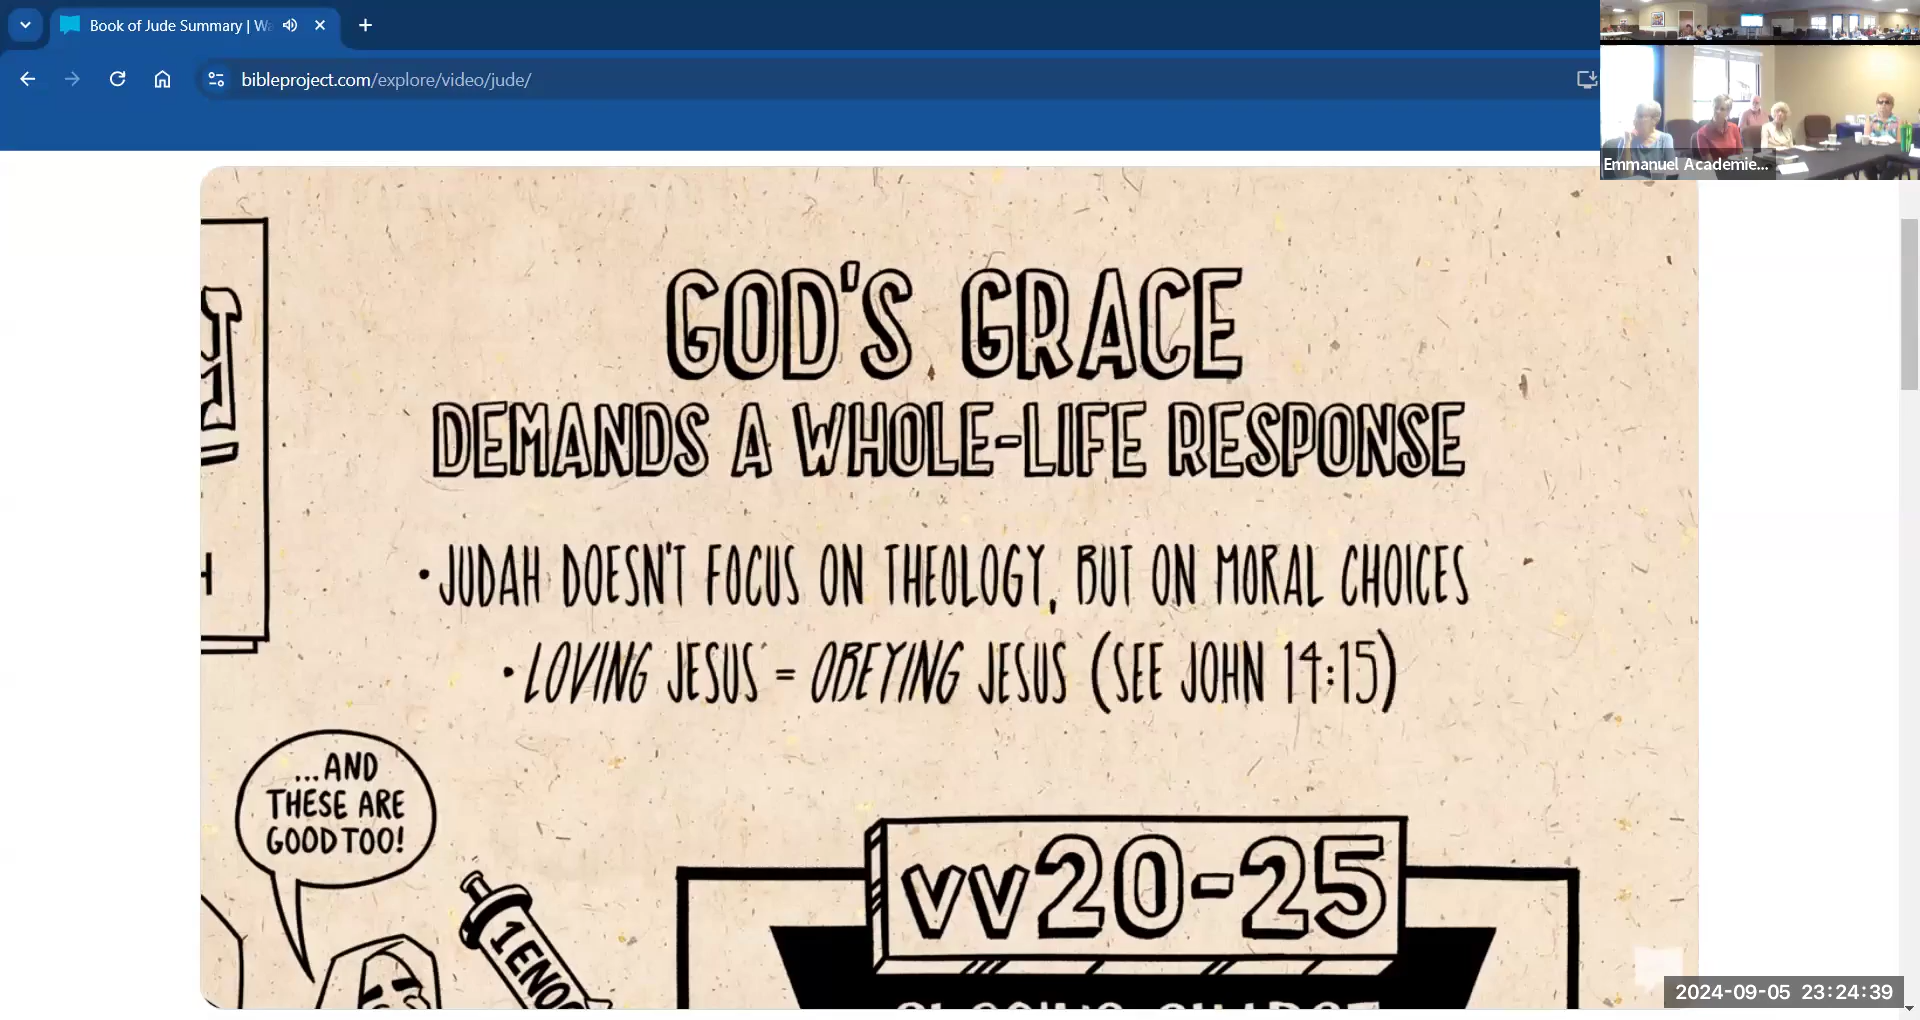 Book of Jude Summary | Wa
bibleproject.com/explore/video/jude/
Emmanuel Academie...
GOD'S GRACE
DEMANDS A WHOLE-LIFE RESPONSE
• JUDAH DOESN'T FOCUS ON THEOLOGY, BUT ON MORAL CHOICES
• LOVING JESUS = OBEYING JESUS (SEE JOHN 14:15)
...AND
THESE ARE
GOOD TOO!
vv20-25
1 ENO
2024-09-05 23:24:39